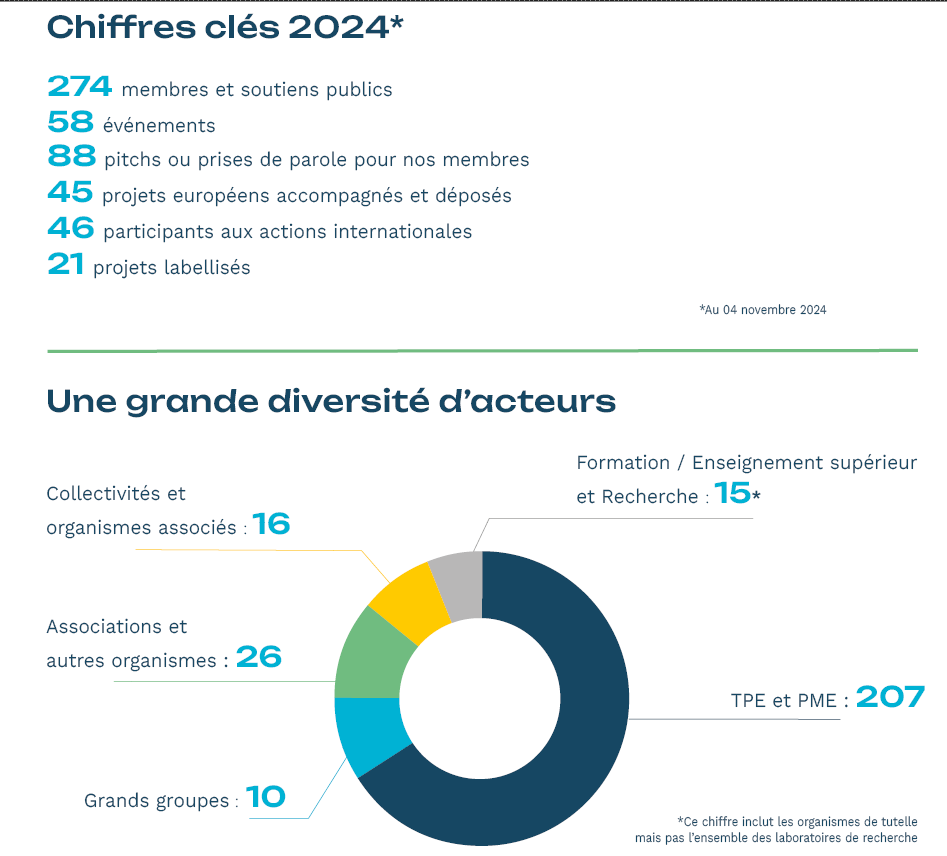 Chiffres clés 2024*
274 membres et soutiens publics
58 événements
88 pitchs ou prises de parole pour nos membres
45 projets européens accompagnés et déposés
46 participants aux actions internationales
21 projets labellisés
*Au 04 novembre 2024
Une grande diversité d’acteurs
Formation / Enseignement supérieur
et Recherche : 15*
Collectivités et
organismes associés : 16
Associations et
autres organismes : 26
TPE et PME : 207
Grands groupes : 10
*Ce chiffre inclut les organismes de tutelle
mais pas l’ensemble des laboratoires de recherche